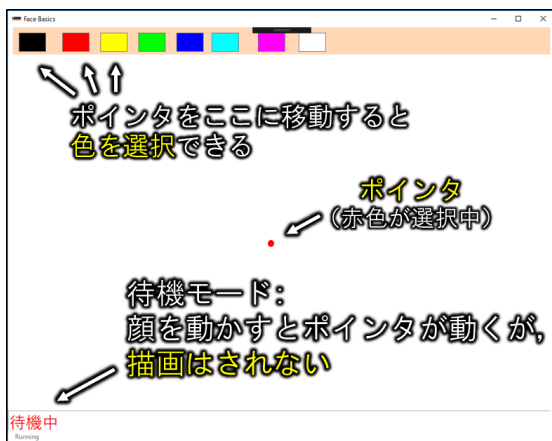 Face Basics
ポインタをここに移動すると
色を選択できる
ポインタ
(赤色が選択中)
待機モード:
顔を動かすとポインタが動くが,
描画はされない
待機中
Running